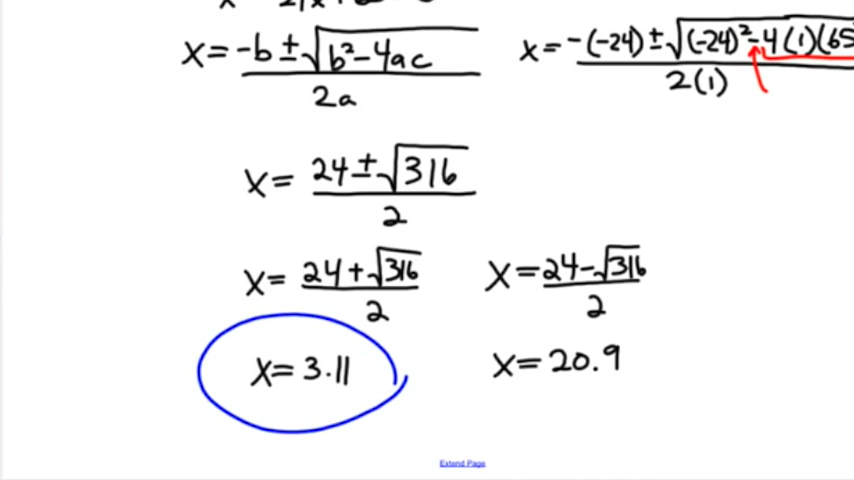 x = -b ± √b² - 4ac / 2a x = -(-24) ± √(-24)² - 4(1)(65 / 2(1)
x = 24 ± √316 / 2
x = 24 + √316 / 2 x = 24 - √316 / 2
x = 3.11 x = 20.9
Extend Page